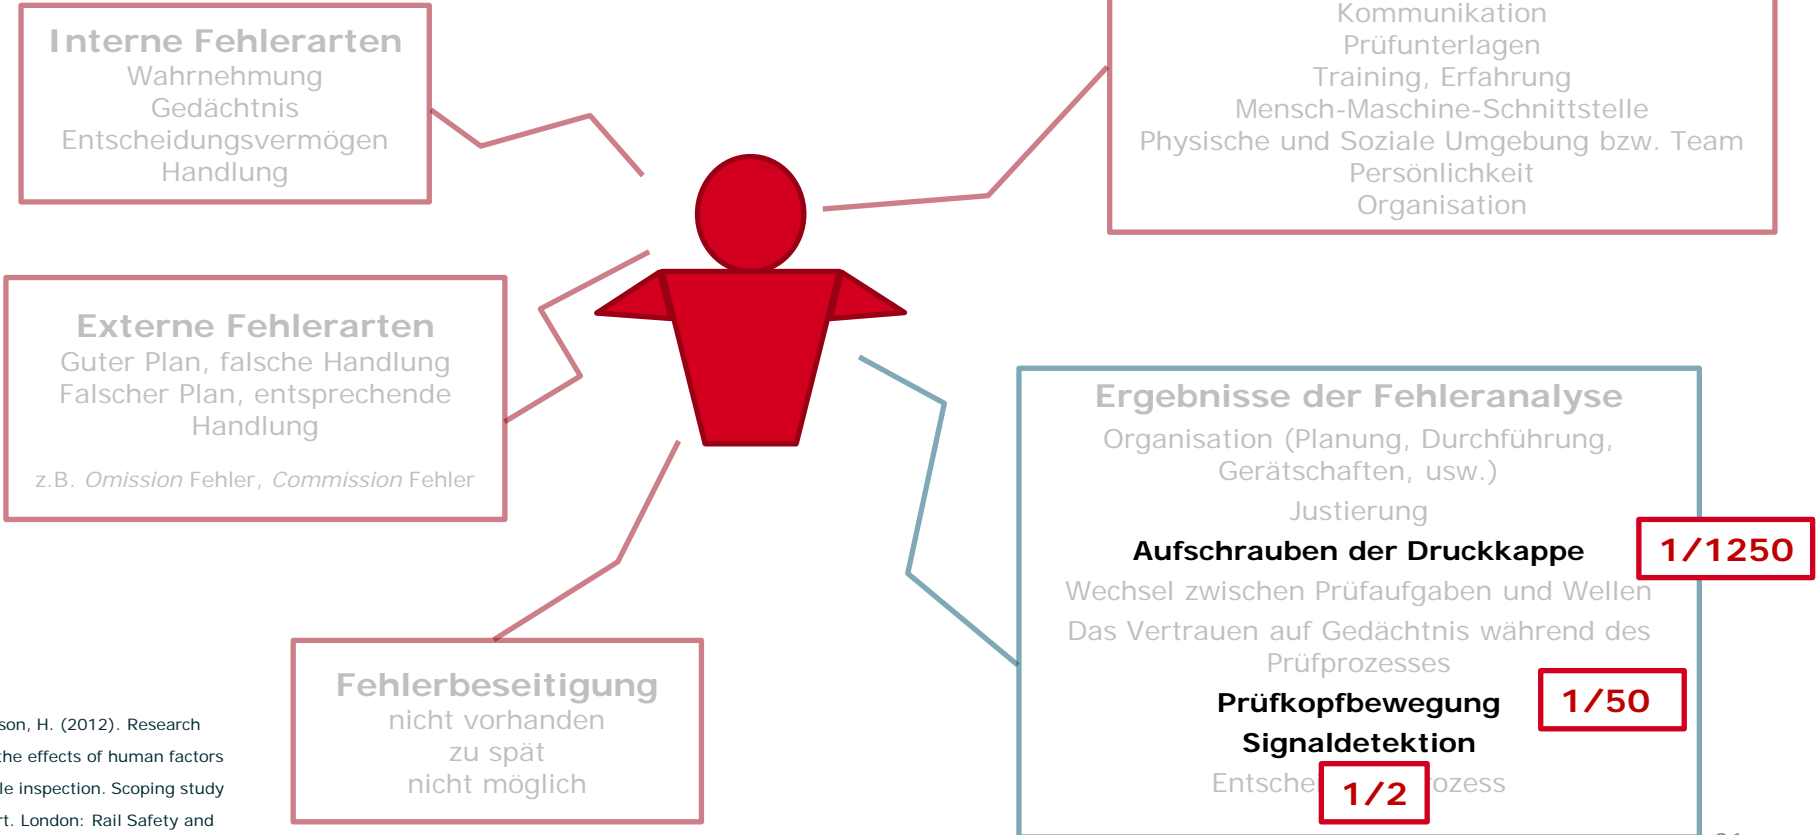 Interne Fehlerarten
Wahrnehmung
Gedächtnis
Entscheidungsvermögen
Handlung
Kommunikation
Prüfunterlagen
Training, Erfahrung
Mensch-Maschine-Schnittstelle
Physische und Soziale Umgebung bzw. Team
Persönlichkeit
Organisation
Externe Fehlerarten
Guter Plan, falsche Handlung
Falscher Plan, entsprechende
Handlung
z.B. Omission Fehler, Commission Fehler
Ergebnisse der Fehleranalyse
Organisation (Planung, Durchführung,
Gerätschaften, usw.)
Justierung
Aufschrauben der Druckkappe 1/1250
Wechsel zwischen Prüfaufgaben und Wellen
Das Vertrauen auf Gedächtnis während des
Prüfprozesses
Prüfkopfbewegung 1/50
Signaldetektion
1/2
Fehlerbeseitigung
nicht vorhanden
zu spät
nicht möglich
son, H. (2012). Research
the effects of human factors
le inspection. Scoping study
rt. London: Rail Safety and